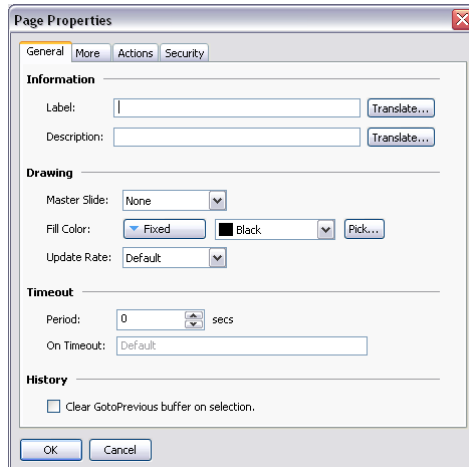 Page Properties
General More Actions Security
Information
Label: Translate...
Description: Translate...
Drawing
Master Slide: None
Fill Color: Fixed Black Pick...
Update Rate: Default
Timeout
Period: 0 secs
On Timeout: Default
History
Clear GotoPrevious buffer on selection.
OK Cancel